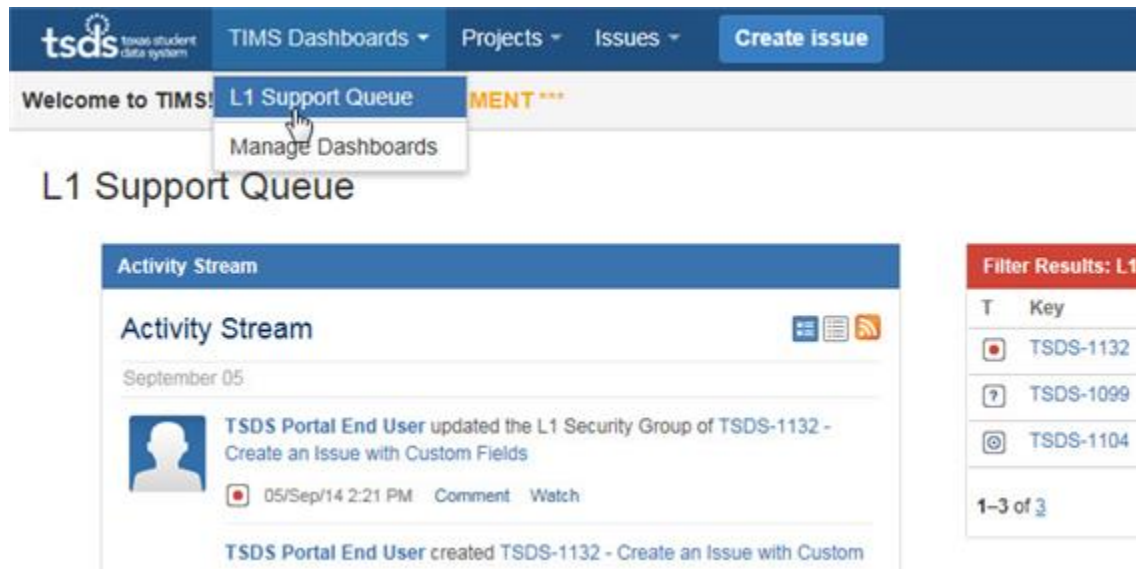 tsds texas student data system TIMS Dashboards Projects Issues Create issue
Welcome to TIMS! L1 Support Queue MENT ***
Manage Dashboards
L1 Support Queue
Activity Stream
Activity Stream
September 05
TSDS Portal End User updated the L1 Security Group of TSDS-1132 -
Create an Issue with Custom Fields
05/Sep/14 2:21 PM Comment Watch
TSDS Portal End User created TSDS-1132 - Create an Issue with Custom
Filter Results: L1
T Key
TSDS-1132
? TSDS-1099
TSDS-1104
1–3 of 3